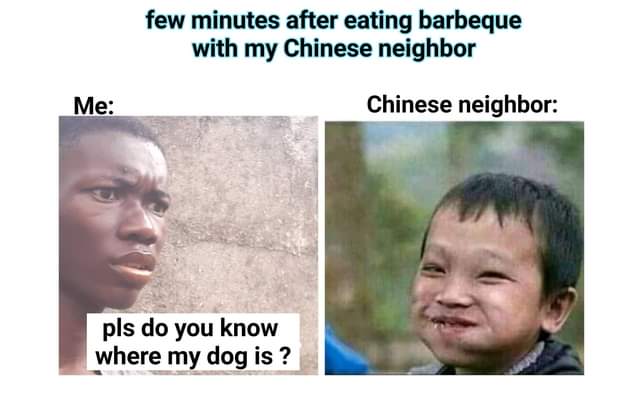 few minutes after eating barbeque
with my Chinese neighbor
Me:
Chinese neighbor:
pls do you know
where my dog is ?